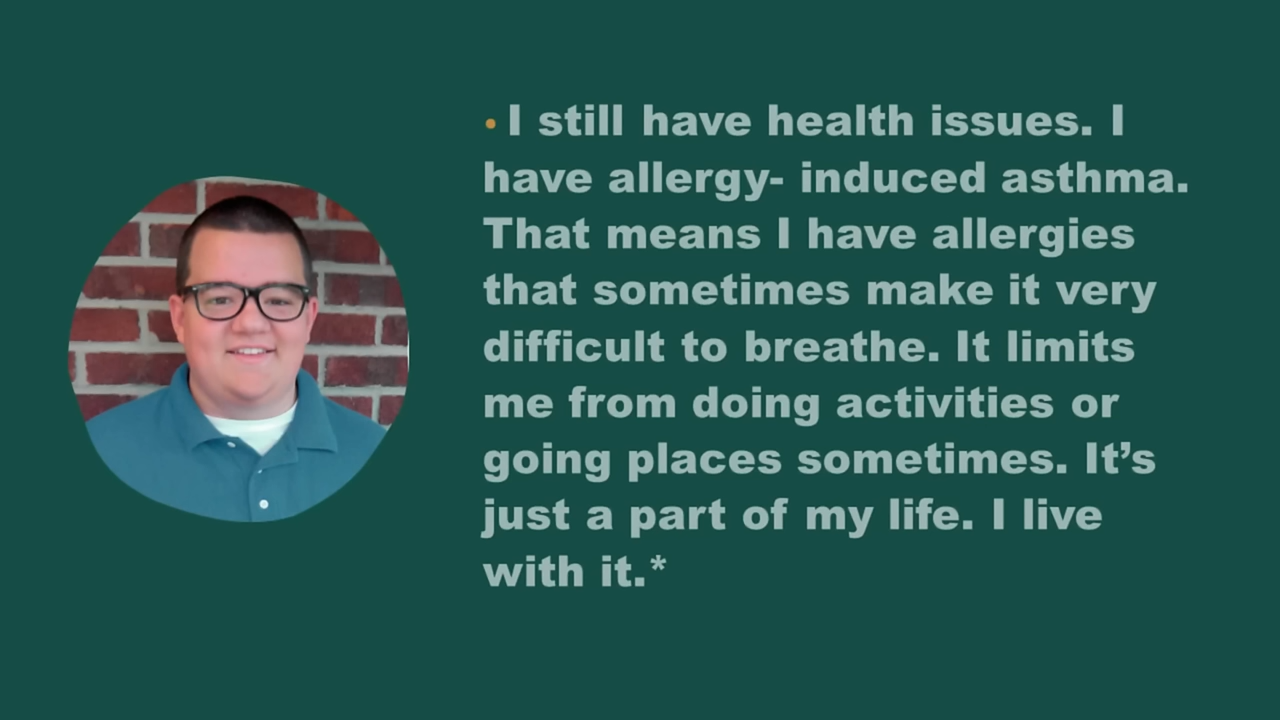 • I still have health issues. I
have allergy- induced asthma.
That means I have allergies
that sometimes make it very
difficult to breathe. It limits
me from doing activities or
going places sometimes. It’s
just a part of my life. I live
with it.*